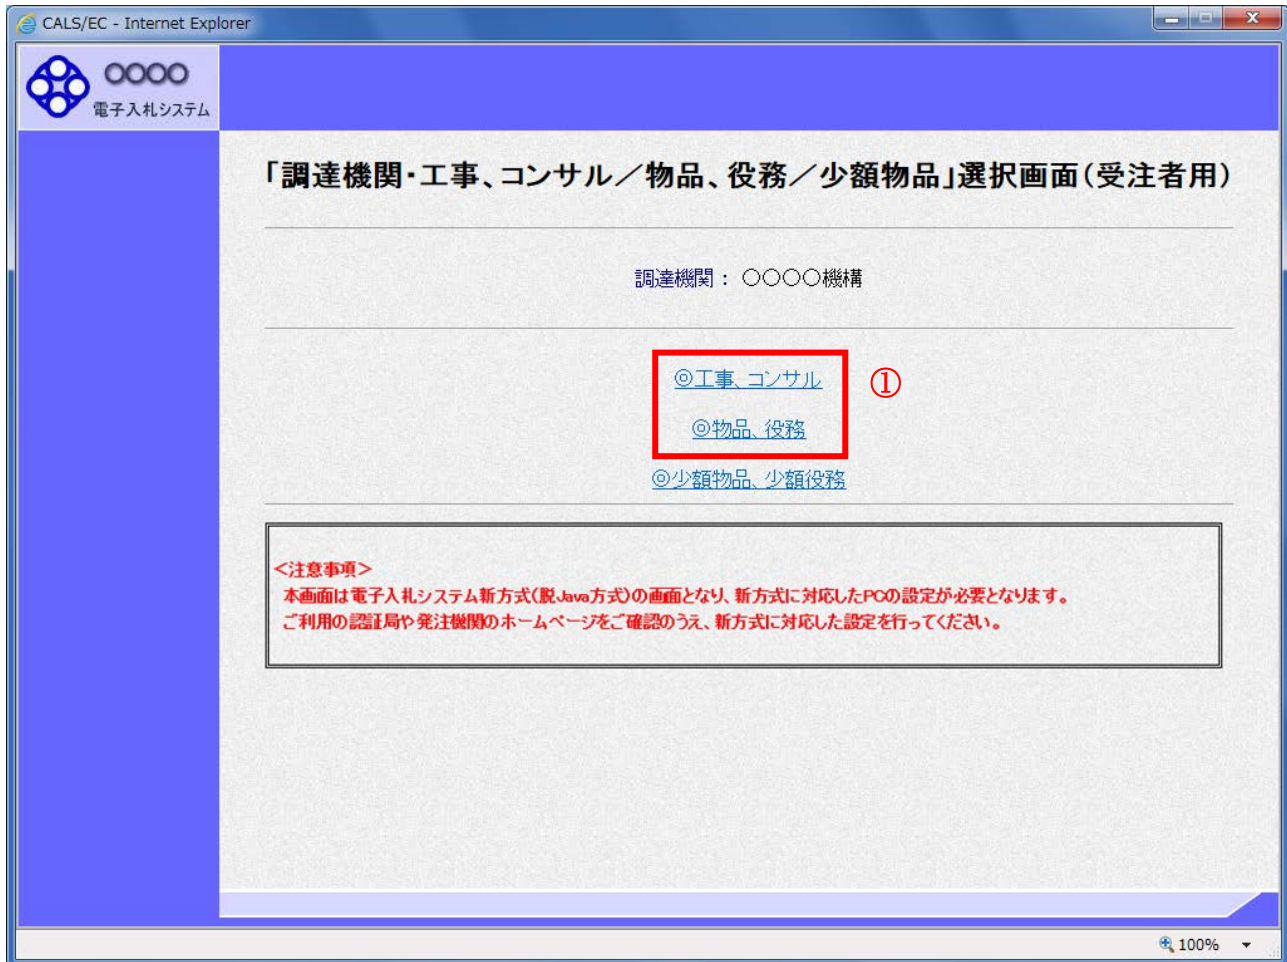 CALS/EC - Internet Explorer
○○○○
電子入札システム
「調達機関・工事、コンサル／物品、役務／少額物品」選択画面（受注者用）
調達機関： ○○○○機構
◎工事、コンサル
①
◎物品、役務
◎少額物品、少額役務
＜注意事項＞
本画面は電子入札システム新方式(脱Java方式)の画面となり、新方式に対応したPCの設定が必要となります。
ご利用の認証局や発注機関のホームページをご確認のうえ、新方式に対応した設定を行ってください。
100%